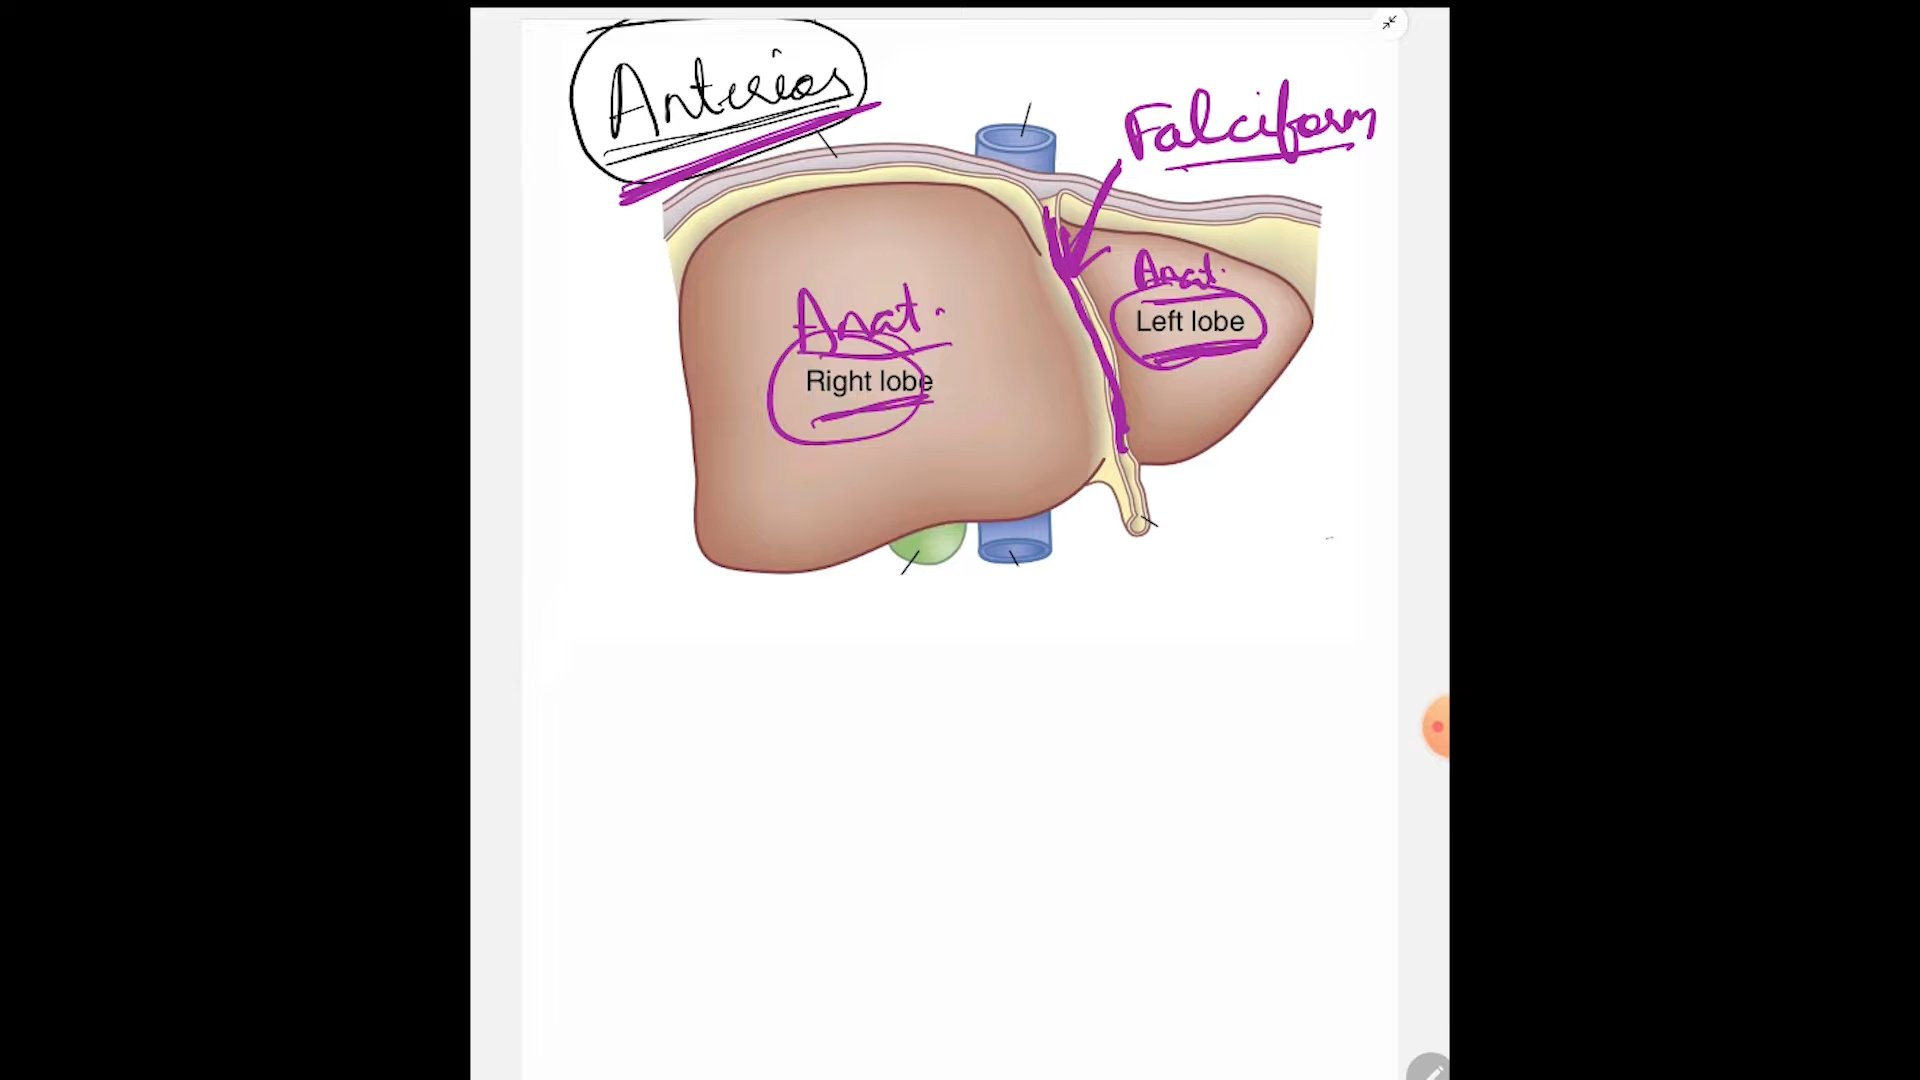 Anterior
Falciform
Anat.
Left lobe
Anat.
Right lobe